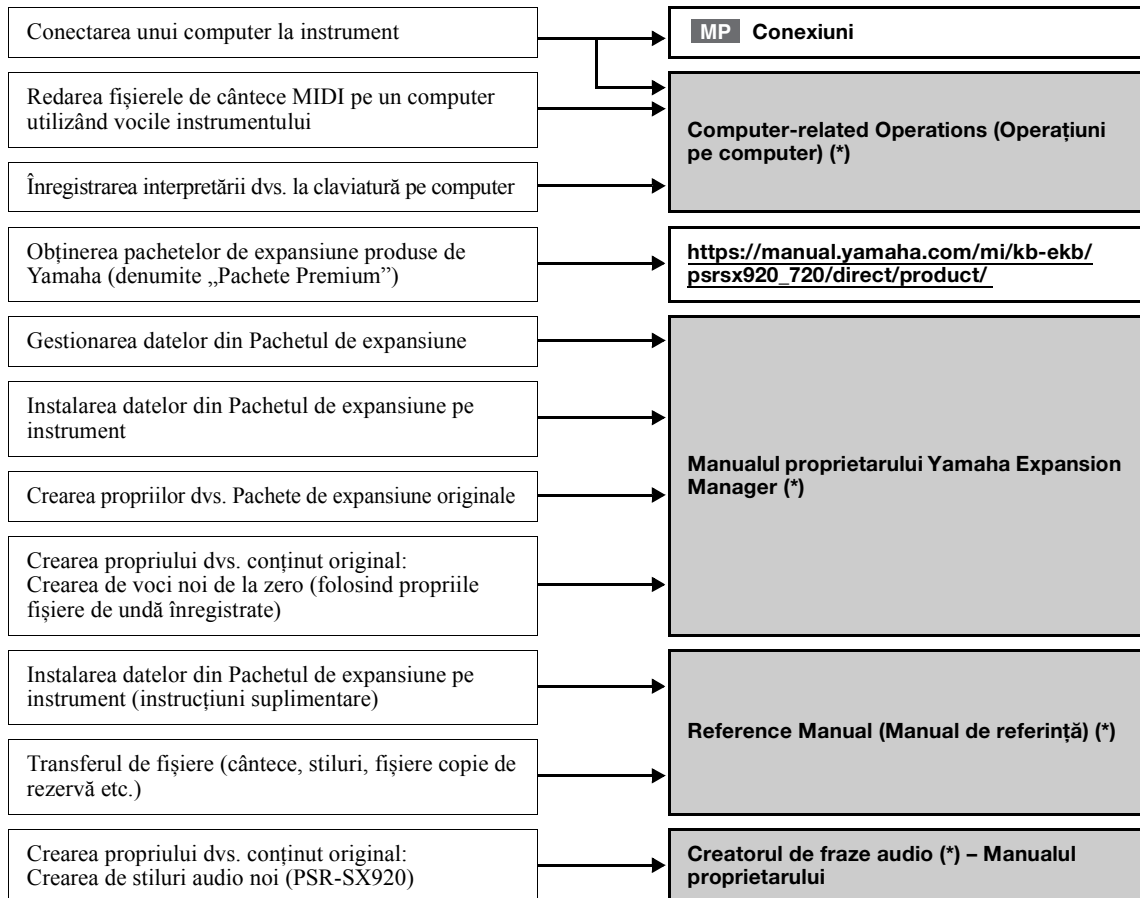 Conectarea unui computer la instrument
MP Conexiuni
Redarea fișierele de cântece MIDI pe un computer
utilizând vocile instrumentului
Computer-related Operations (Operațiuni
pe computer) (*)
Înregistrarea interpretării dvs. la claviatură pe computer
Obținerea pachetelor de expansiune produse de
Yamaha (denumite „Pachete Premium”)
https://manual.yamaha.com/mi/kb-ekb/
psrsx920_720/direct/product/
Gestionarea datelor din Pachetul de expansiune
Instalarea datelor din Pachetul de expansiune pe
instrument
Crearea propriilor dvs. Pachete de expansiune originale
Crearea propriului dvs. conținut original:
Crearea de voci noi de la zero (folosind propriile
fișiere de undă înregistrate)
Manualul proprietarului Yamaha Expansion
Manager (*)
Instalarea datelor din Pachetul de expansiune pe
instrument (instrucțiuni suplimentare)
Transferul de fișiere (cântece, stiluri, fișiere copie de
rezervă etc.)
Reference Manual (Manual de referință) (*)
Crearea propriului dvs. conținut original:
Crearea de stiluri audio noi (PSR-SX920)
Creatorul de fraze audio (*) – Manualul
proprietarului